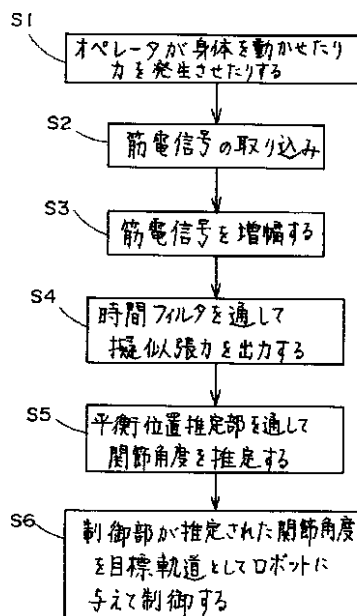 S1
オペレータが身体を動かせたり
力を発生させたりする
S2
筋電信号の取り込み
S3
筋電信号を増幅する
S4
時間フィルタを通して
擬似張力を出力する
S5
平衡位置推定部を通して
関節角度を推定する
S6
制御部が推定された関節角度
を目標軌道としてロボットに
与えて制御する